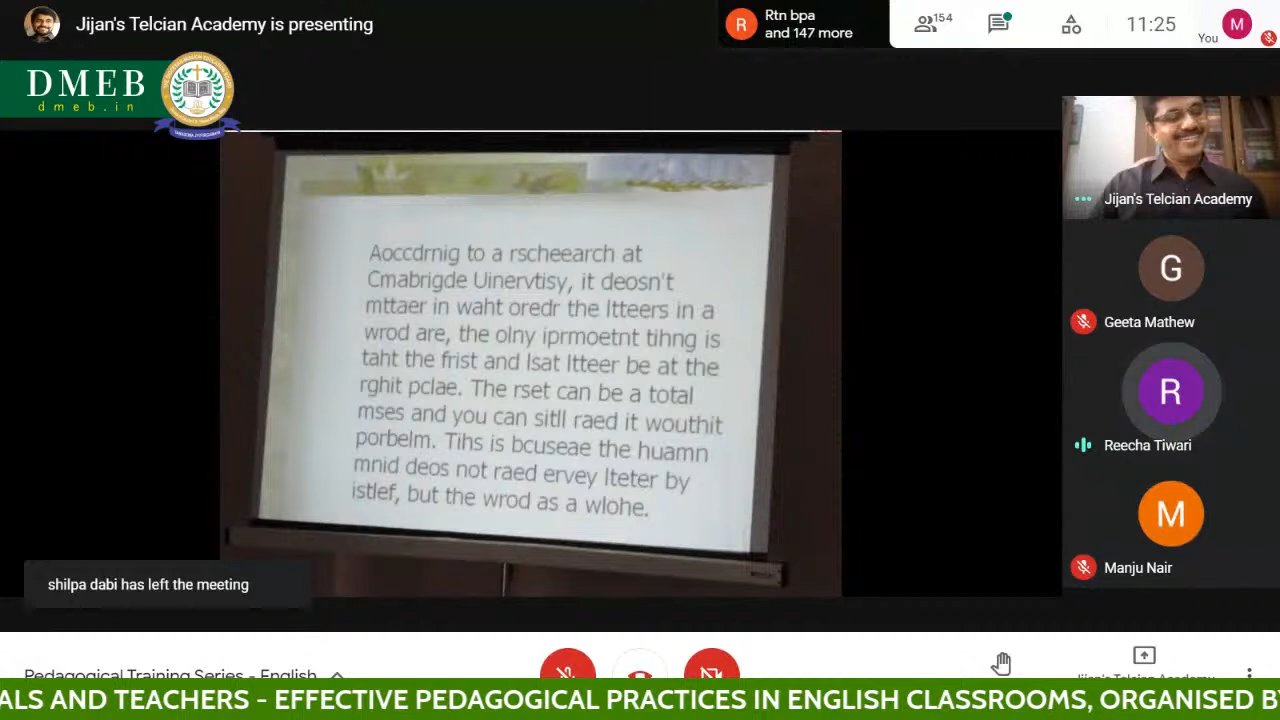 Jijan's Telcian Academy is presenting
R
Rtn bpa
and 147 more
154
11:25
You
M
DMEB
dmeb.in
Aoccdrnig to a rscheearch at
Cmabrigde Uinervtisy, it deosn't
mttaer in waht oredr the ltteers in a
wrod are, the olny iprmoetnt tihng is
taht the frist and lsat ltteer be at the
rghit pclae. The rset can be a total
mses and you can sitll raed it wouthit
porbelm. Tihs is bcuseae the huamn
mnid deos not raed ervey lteter by
istlef, but the wrod as a wlohe.
Jijan's Telcian Academy
G
Geeta Mathew
R
Reecha Tiwari
M
Manju Nair
shilpa dabi has left the meeting
Pedagogical Training Series - English
Jijan's Telcian Academy
ALS AND TEACHERS - EFFECTIVE PEDAGOGICAL PRACTICES IN ENGLISH CLASSROOMS, ORGANISED B